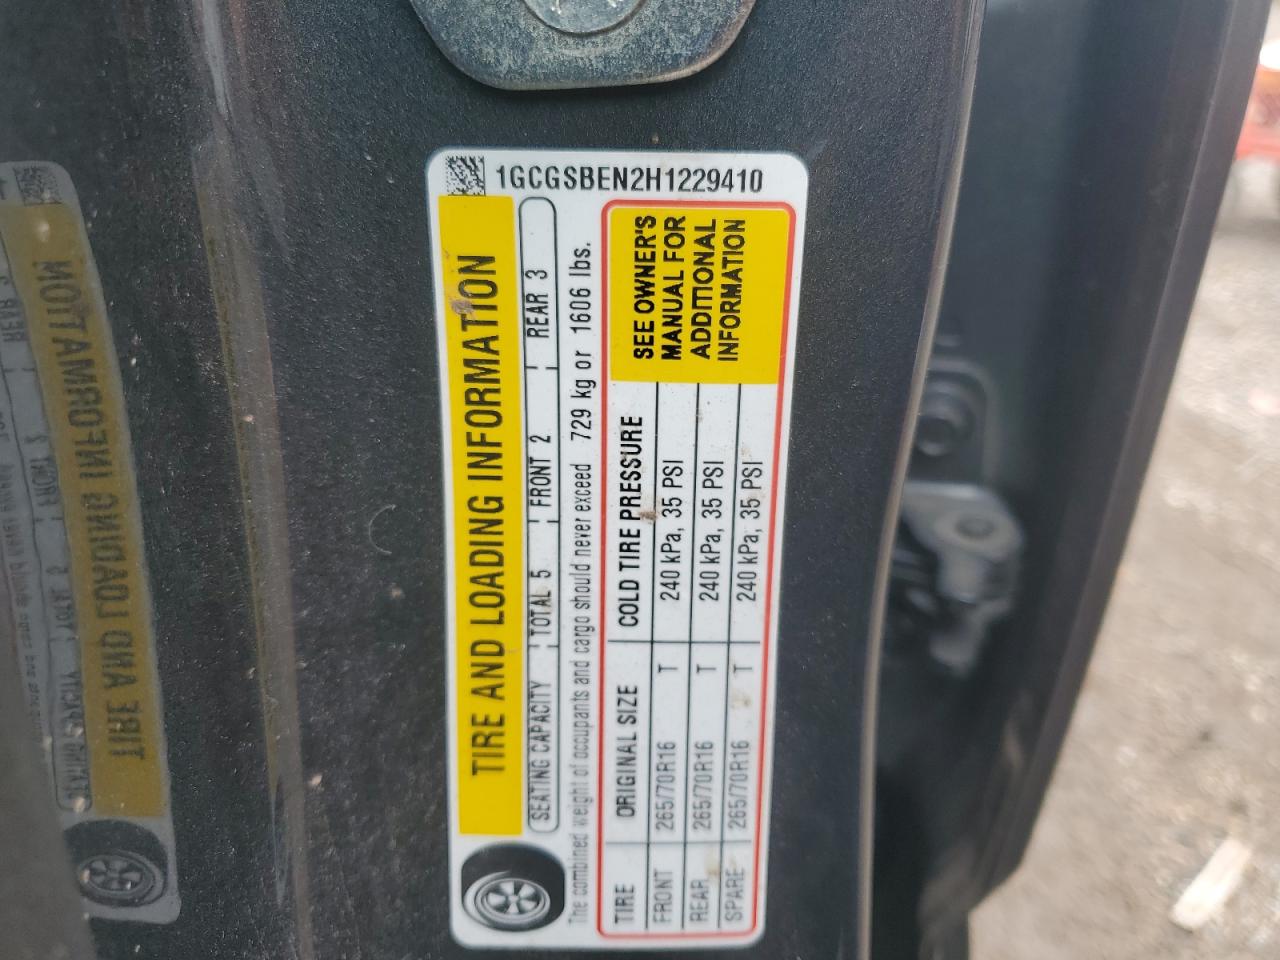 1GCGSBEN2H1229410
TIRE AND LOADING INFORMATION
SEATING CAPACITY TOTAL 5 FRONT 2 REAR 3
The combined weight of occupants and cargo should never exceed 729 kg or 1606 lbs.
TIRE ORIGINAL SIZE COLD TIRE PRESSURE
FRONT 265/70R16 T 240 kPa, 35 PSI
REAR 265/70R16 T 240 kPa, 35 PSI
SPARE 265/70R16 T 240 kPa, 35 PSI
SEE OWNER'S
MANUAL FOR
ADDITIONAL
INFORMATION
TIRE AND LOADING INFORMATION